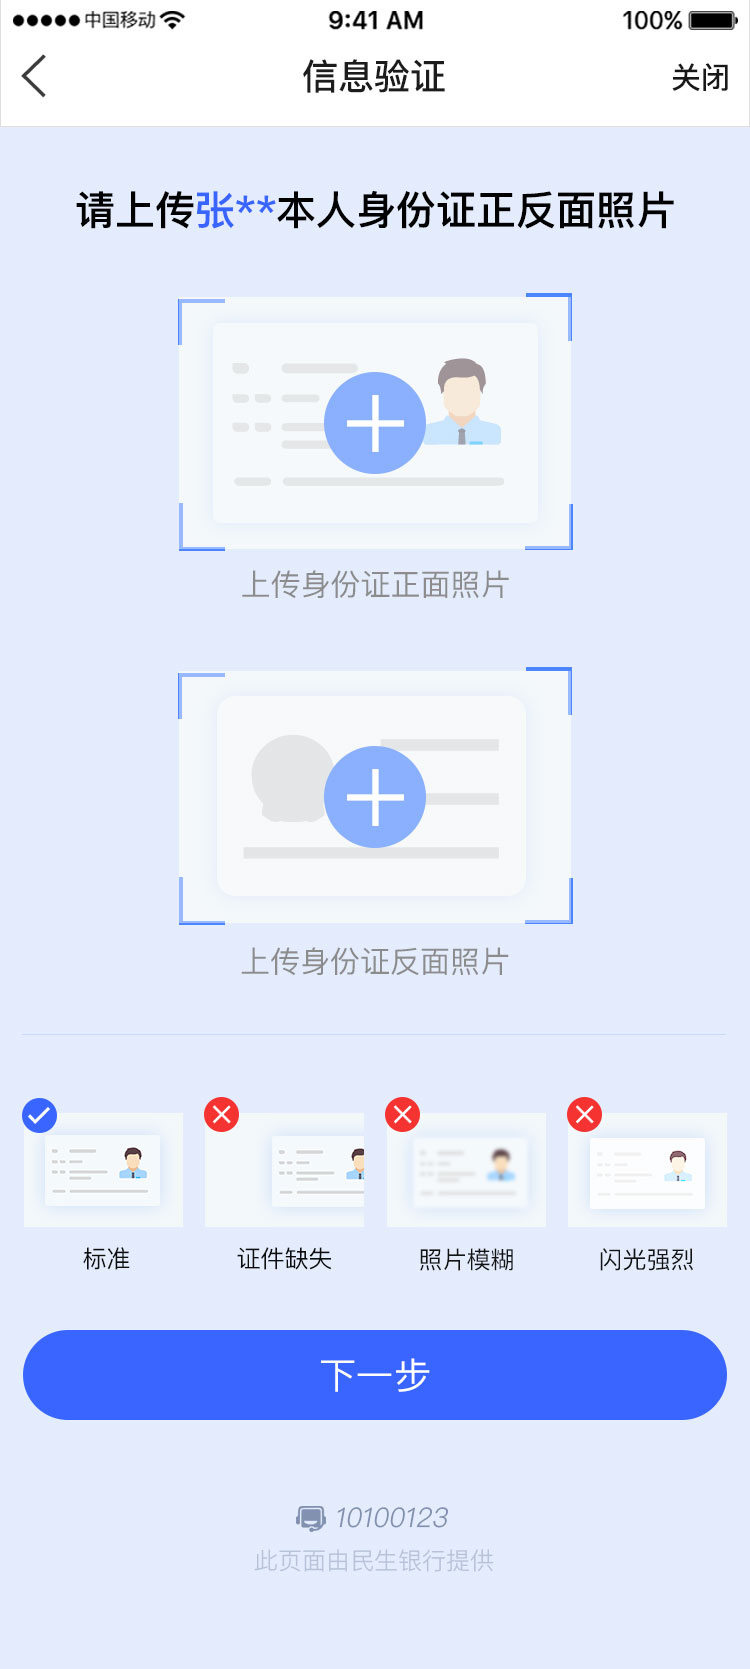 中国移动 9:41 AM 100%
信息验证 关闭
请上传张**本人身份证正反面照片
上传身份证正面照片
上传身份证反面照片
标准 证件缺失 照片模糊 闪光强烈
下一步
10100123
此页面由民生银行提供